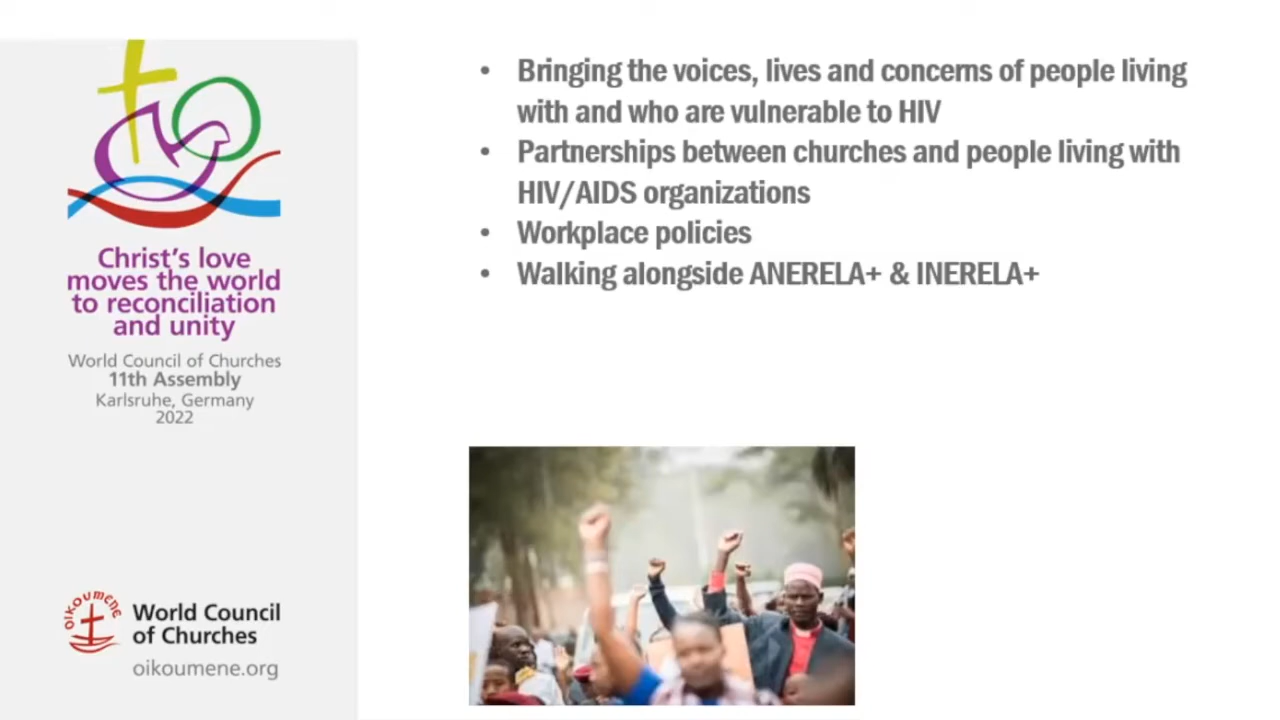 Christ's love
moves the world
to reconciliation
and unity
World Council of Churches
11th Assembly
Karlsruhe, Germany
2022
OIKOUMENE
World Council
of Churches
oikoumene.org
• Bringing the voices, lives and concerns of people living
with and who are vulnerable to HIV
• Partnerships between churches and people living with
HIV/AIDS organizations
• Workplace policies
• Walking alongside ANERELA+ & INERELA+